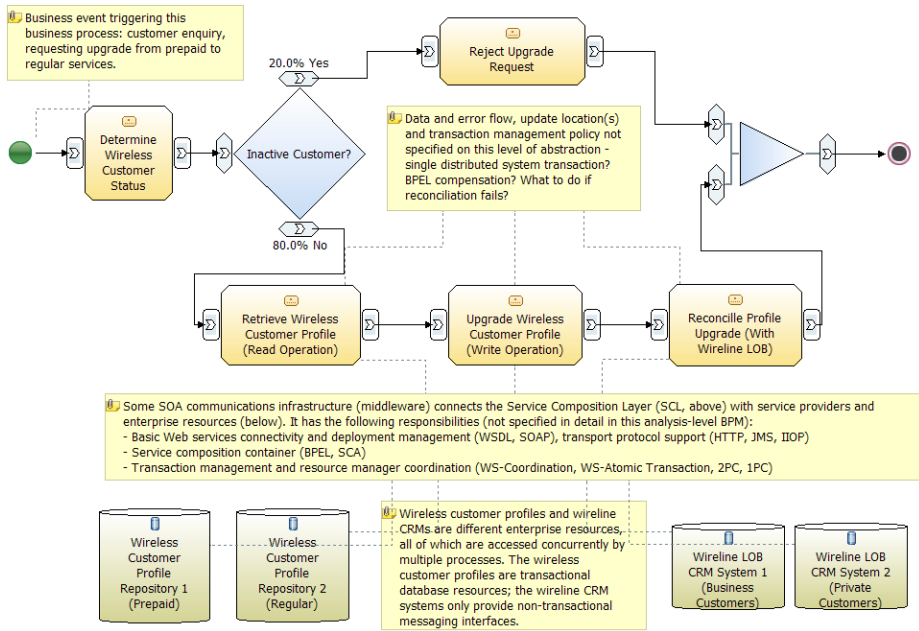 Business event triggering this
business process: customer enquiry,
requesting upgrade from prepaid to
regular services.
Determine
Wireless
Customer
Status
20.0% Yes
Inactive Customer?
80.0% No
Reject Upgrade
Request
Data and error flow, update location(s)
and transaction management policy not
specified on this level of abstraction -
single distributed system transaction?
BPEL compensation? What to do if
reconciliation fails?
Retrieve Wireless
Customer Profile
(Read Operation)
Upgrade Wireless
Customer Profile
(Write Operation)
Reconcille Profile
Upgrade (With
Wireline LOB)
Some SOA communications infrastructure (middleware) connects the Service Composition Layer (SCL, above) with service providers and
enterprise resources (below). It has the following responsibilities (not specified in detail in this analysis-level BPM):
- Basic Web services connectivity and deployment management (WSDL, SOAP), transport protocol support (HTTP, JMS, IIOP)
- Service composition container (BPEL, SCA)
- Transaction management and resource manager coordination (WS-Coordination, WS-Atomic Transaction, 2PC, 1PC)
Wireless
Customer
Profile
Repository 1
(Prepaid)
Wireless
Customer
Profile
Repository 2
(Regular)
Wireless customer profiles and wireline
CRMs are different enterprise resources,
all of which are accessed concurrently by
multiple processes. The wireless
customer profiles are transactional
database resources; the wireline CRM
systems only provide non-transactional
messaging interfaces.
Wireline LOB
CRM System 1
(Business
Customers)
Wireline LOB
CRM System 2
(Private
Customers)